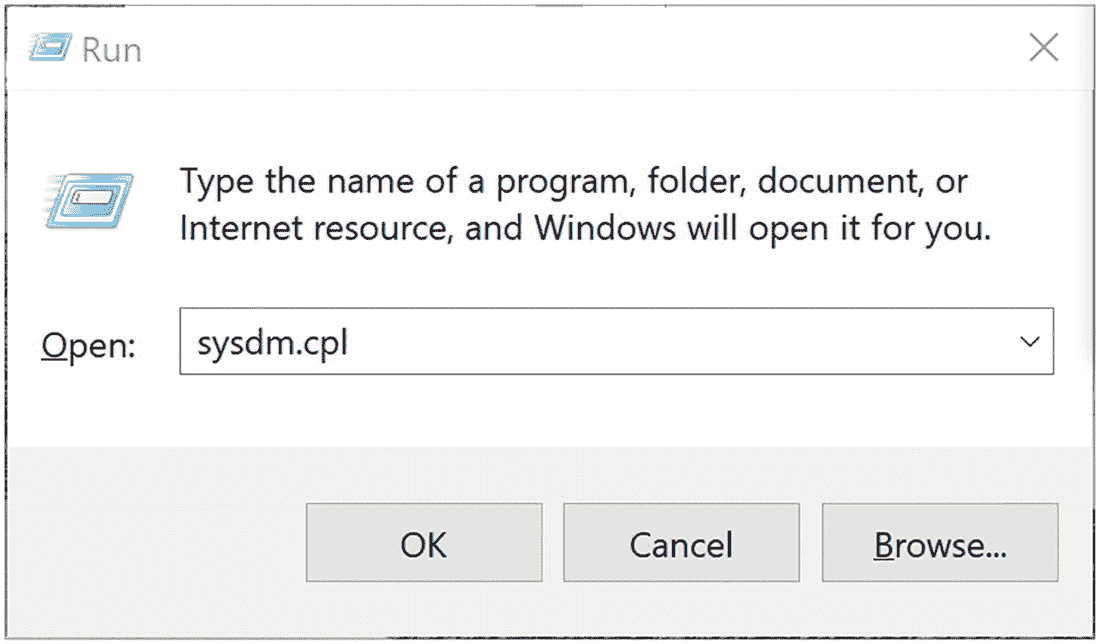 Run
Type the name of a program, folder, document, or
Internet resource, and Windows will open it for you.
Open: sysdm.cpl
OK Cancel Browse...